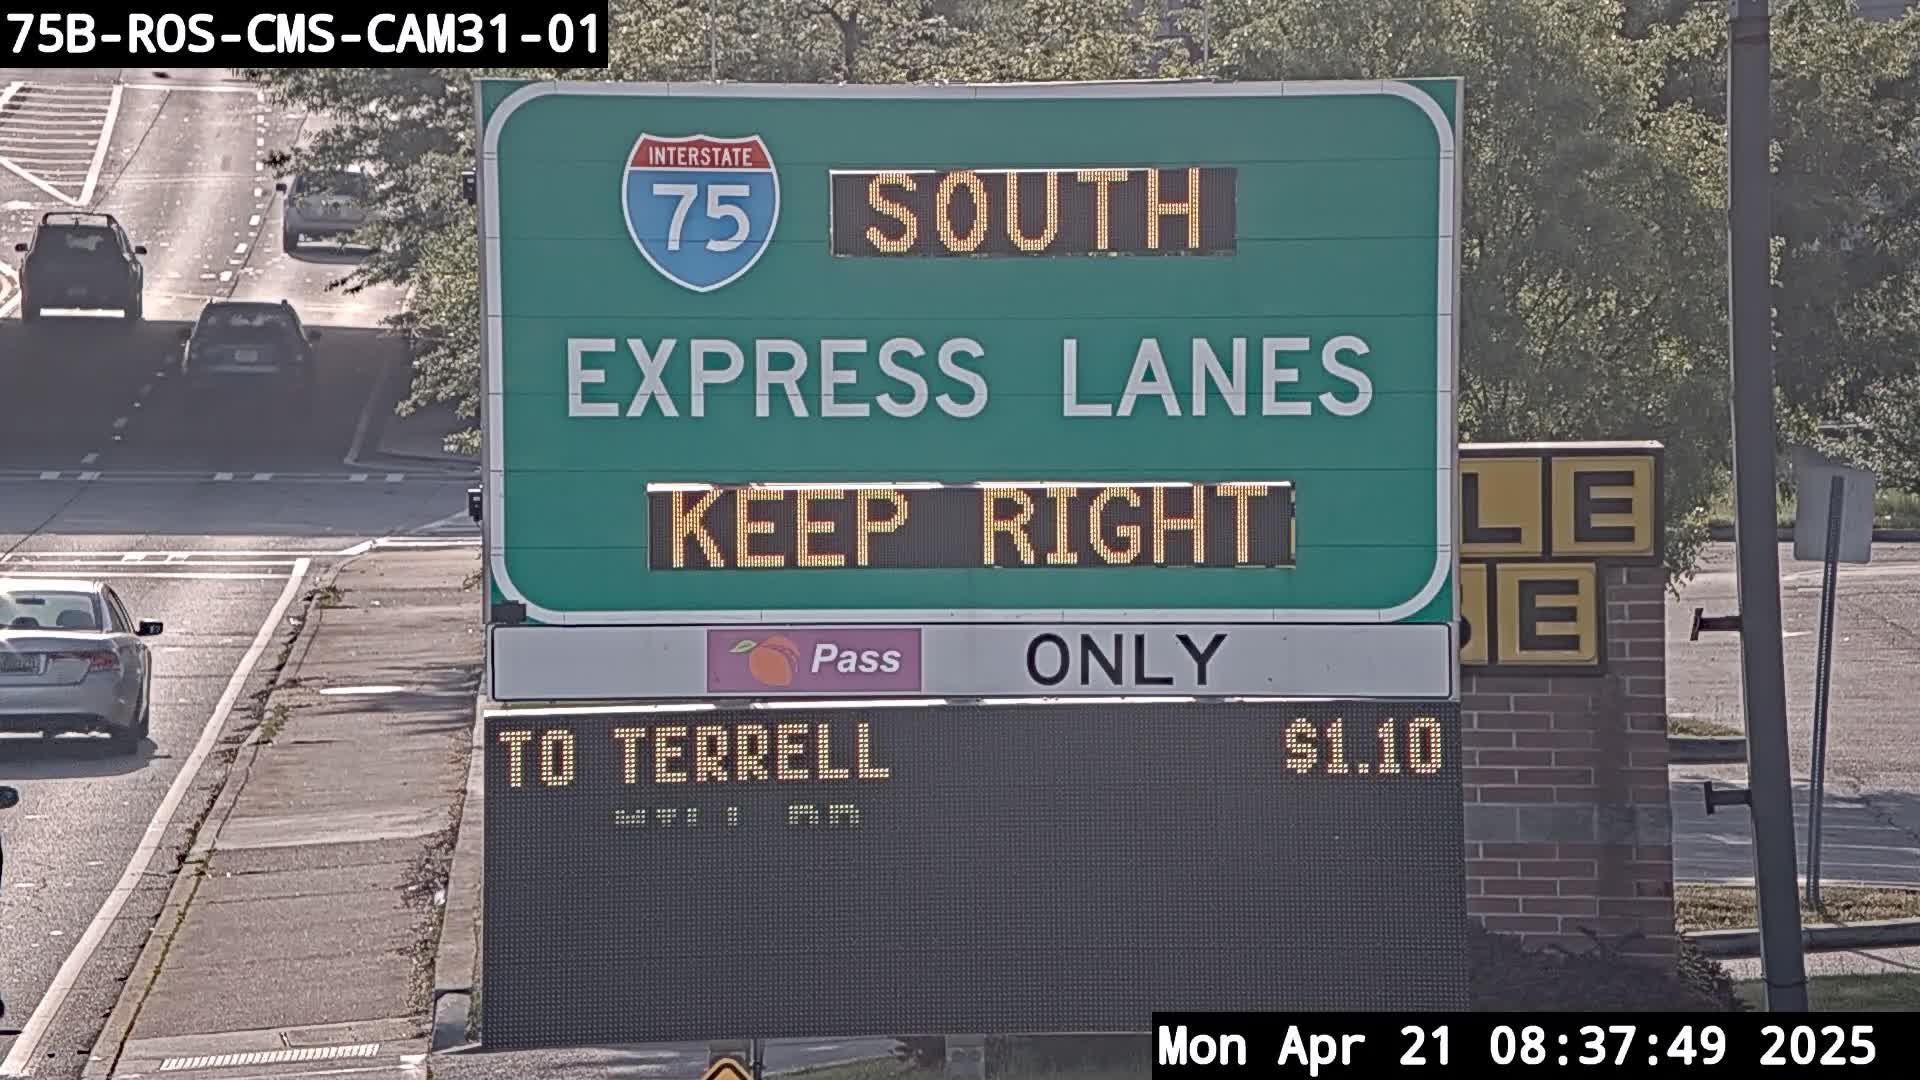 75B-ROS-CMS-CAM31-01
INTERSTATE
75
SOUTH
EXPRESS LANES
KEEP RIGHT
Pass ONLY
TO TERRELL $1.10
LE
E
Mon Apr 21 08:37:49 2025